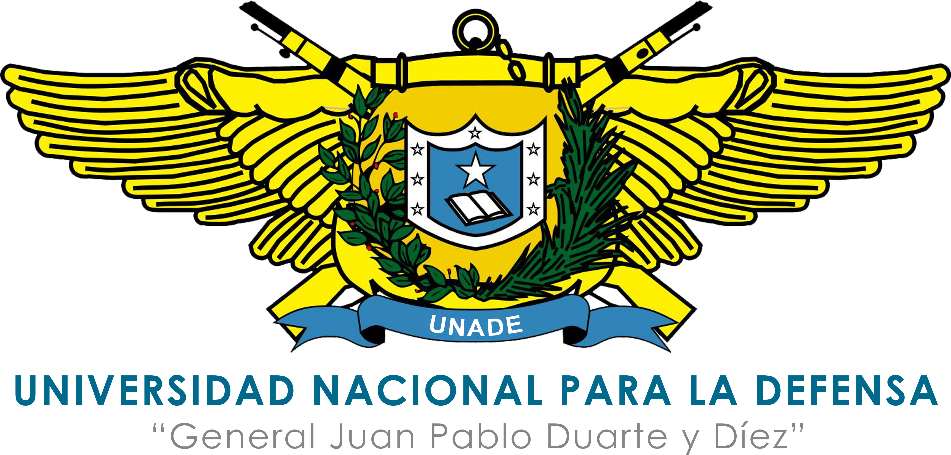 UNADE
UNIVERSIDAD NACIONAL PARA LA DEFENSA
“General Juan Pablo Duarte y Díez”